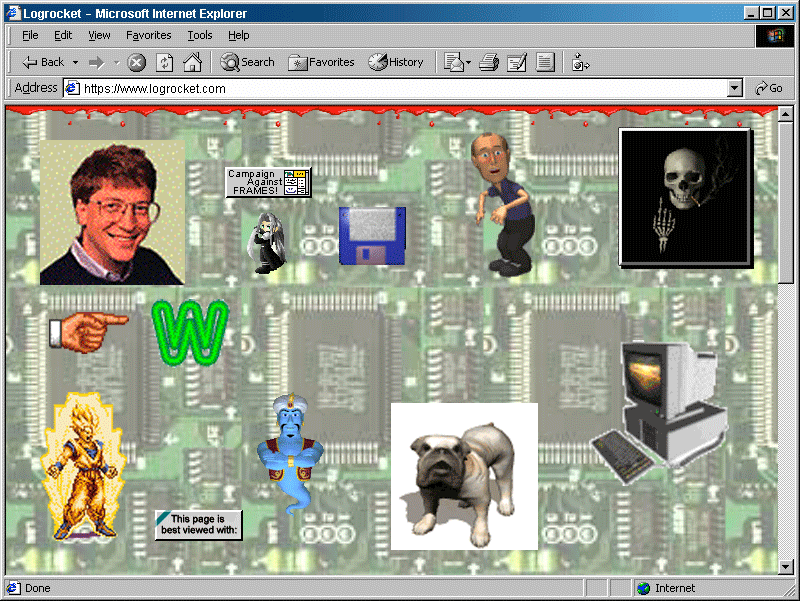 Logrocket - Microsoft Internet Explorer
File Edit View Favorites Tools Help
Back Search Favorites History
Address https://www.logrocket.com Go
Campaign
Against
FRAMES!
W
This page is
best viewed with:
Done Internet